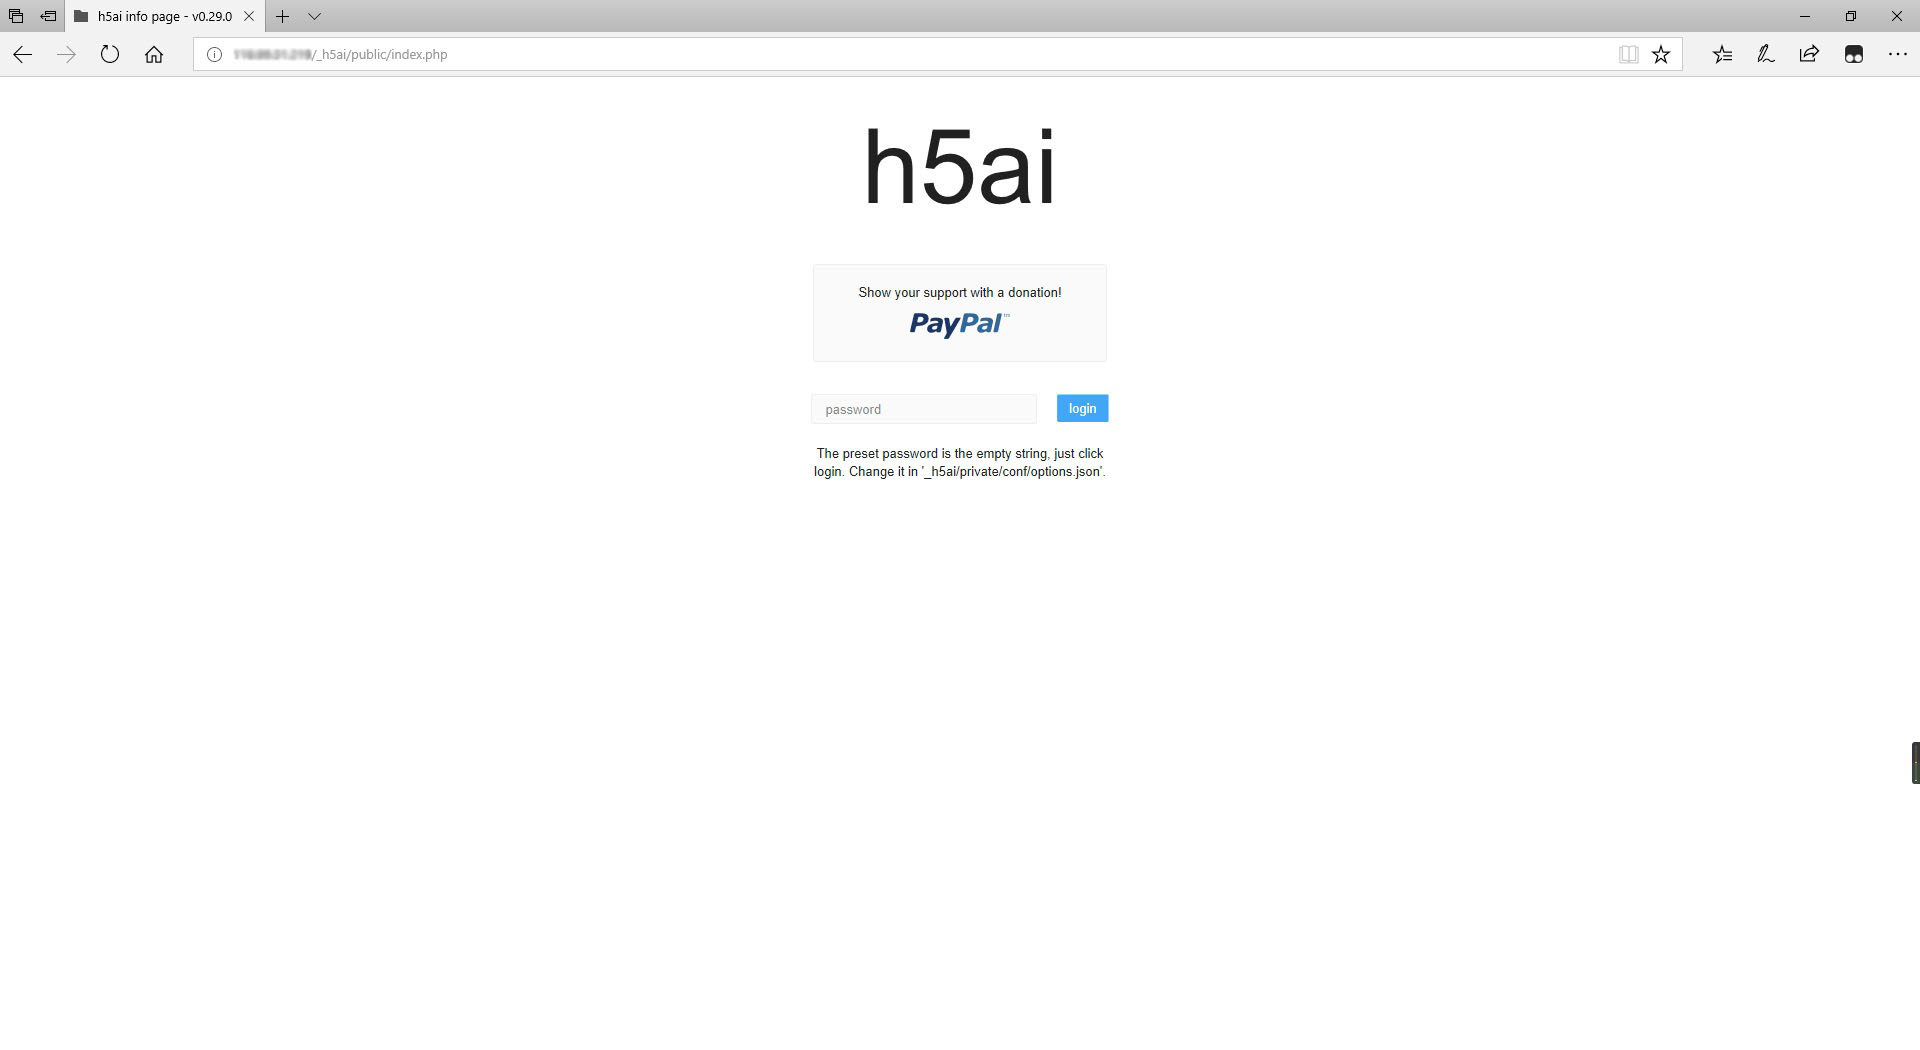 h5ai info page - v0.29.0
/_h5ai/public/index.php
h5ai
Show your support with a donation!
PayPal™
password
login
The preset password is the empty string, just click
login. Change it in '_h5ai/private/conf/options.json'.